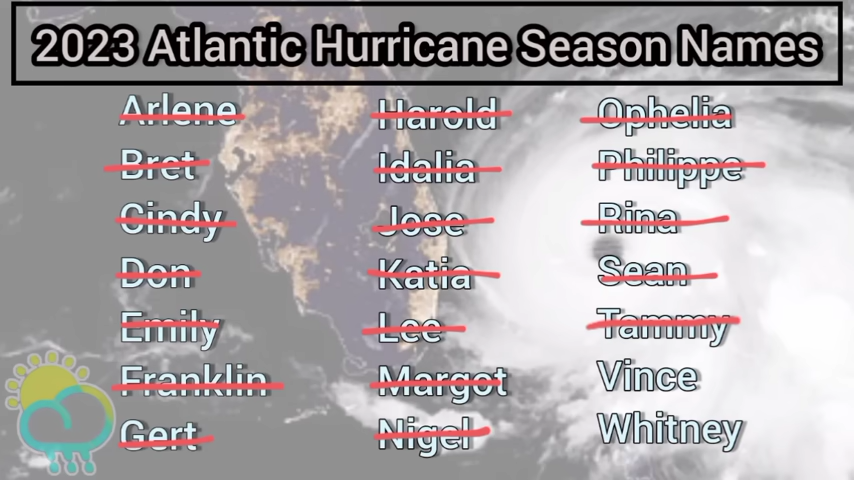 2023 Atlantic Hurricane Season Names
Arlene
Bret
Cindy
Don
Emily
Franklin
Gert
Harold
Idalia
Jose
Katia
Lee
Margot
Nigel
Ophelia
Philippe
Rina
Sean
Tammy
Vince
Whitney